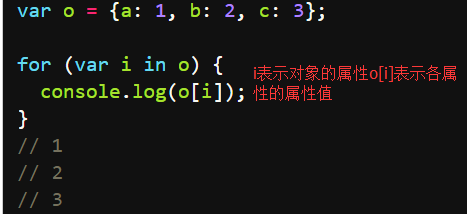 var o = {a: 1, b: 2, c: 3};
for (var i in o) {
  console.log(o[i]);
i表示对象的属性o[i]表示各属
性的属性值
}
// 1
// 2
// 3